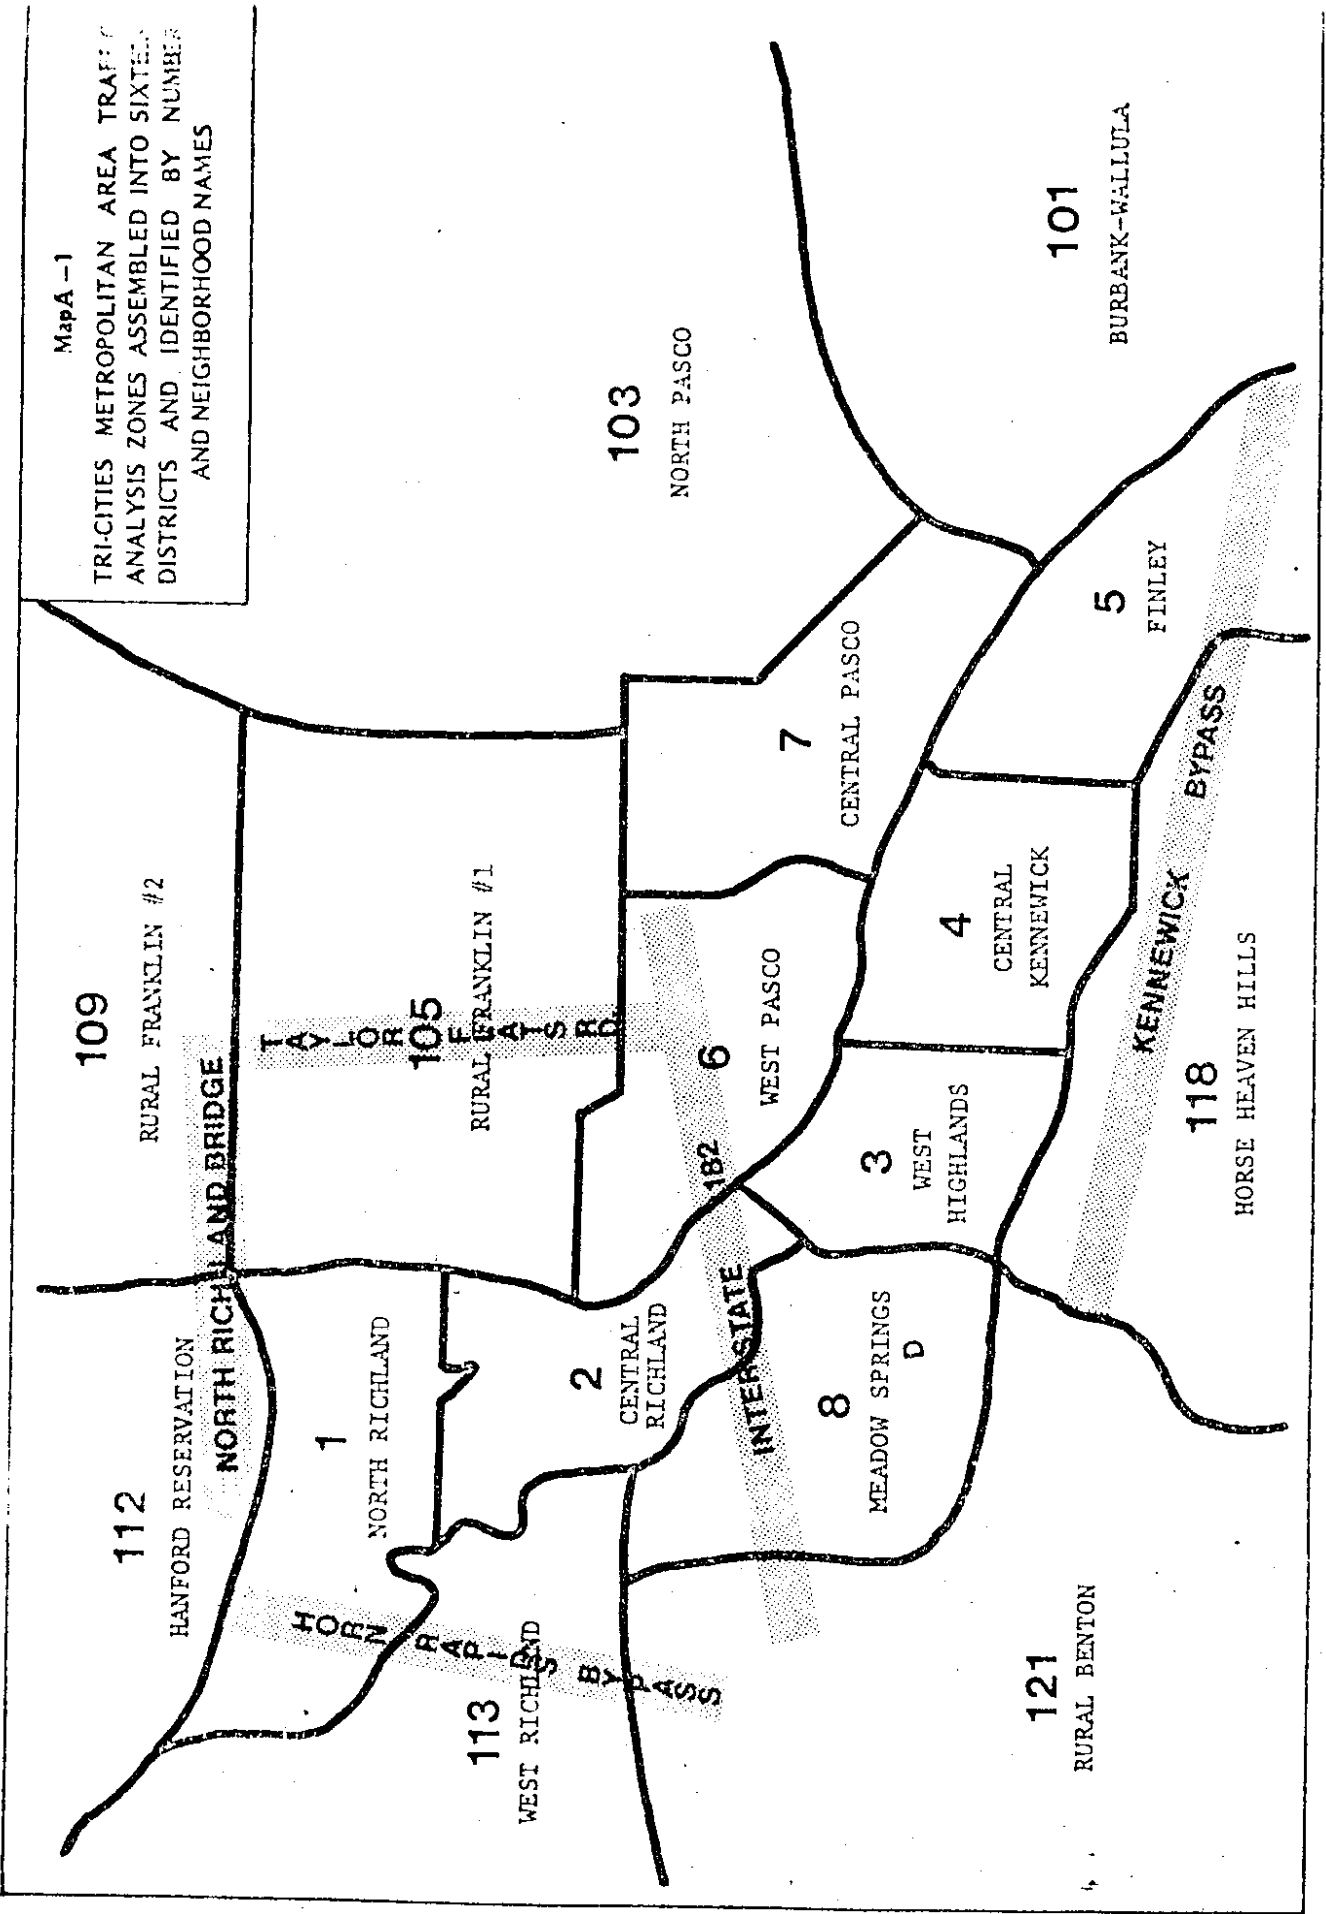 MapA-1
TRI-CITIES METROPOLITAN AREA
ANALYSIS ZONES ASSEMBLED INTO
DISTRICTS AND IDENTIFIED BY NUMBER
AND NEIGHBORHOOD NAMES
109
RURAL FRANKLIN #2
112
HANFORD RESERVATION
NORTH RICHLAND BRIDGE
1
NORTH RICHLAND
HORN RAPIDS BYPASS
113
WEST RICHLAND
TAYLOR FLATS RD.
105
RURAL FRANKLIN #1
103
NORTH PASCO
2
CENTRAL
RICHLAND
INTERSTATE 182
6
WEST PASCO
7
CENTRAL PASCO
8
MEADOW SPRINGS
D
3
WEST
HIGHLANDS
4
CENTRAL
KENNEWICK
5
FINLEY
101
BURBANK-WALLULA
KENNEWICK BYPASS
121
RURAL BENTON
118
HORSE HEAVEN HILLS